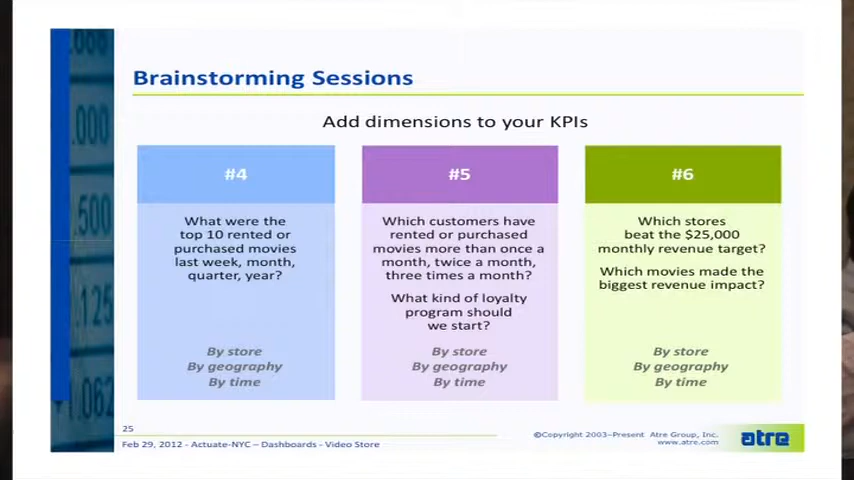 Brainstorming Sessions
Add dimensions to your KPIs
#4
What were the
top 10 rented or
purchased movies
last week, month,
quarter, year?
By store
By geography
By time
#5
Which customers have
rented or purchased
movies more than once a
month, twice a month,
three times a month?
What kind of loyalty
program should
we start?
By store
By geography
By time
#6
Which stores
beat the $25,000
monthly revenue target?
Which movies made the
biggest revenue impact?
By store
By geography
By time
25
Feb 29, 2012 - Actuate-NYC – Dashboards - Video Store
©Copyright 2003–Present Atre Group, Inc.
www.atre.com
atre
.000
.500
.125
.062